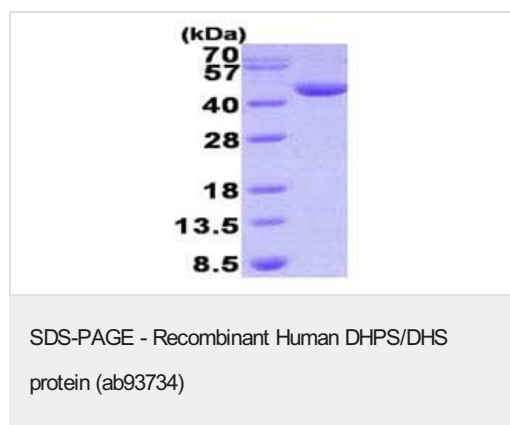 (kDa)
70
57
40
28
18
13.5
8.5
SDS-PAGE - Recombinant Human DHPS/DHS
protein (ab93734)